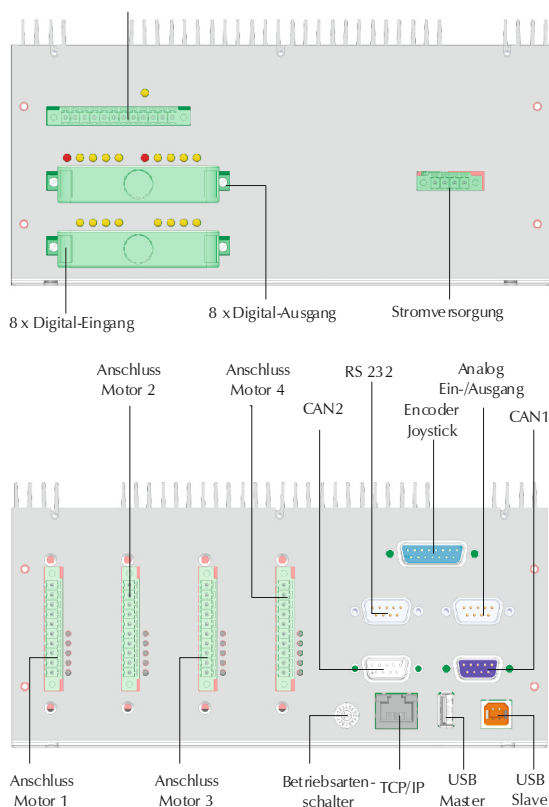 8 x Digital-Eingang
8 x Digital-Ausgang
Stromversorgung
Anschluss
Motor 2
Anschluss
Motor 4
RS 232
Analog
Ein-/Ausgang
CAN2
Encoder
Joystick
CAN1
Anschluss
Motor 1
Anschluss
Motor 3
Betriebsarten-
schalter
TCP/IP
USB
Master
USB
Slave